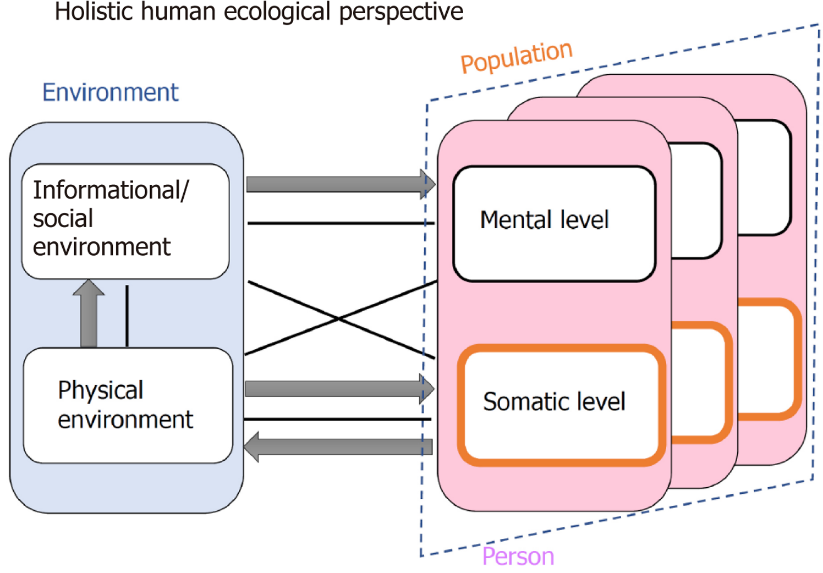 Holistic human ecological perspective
Population
Environment
Informational/
social
environment
Mental level
Physical
environment
Somatic level
Person